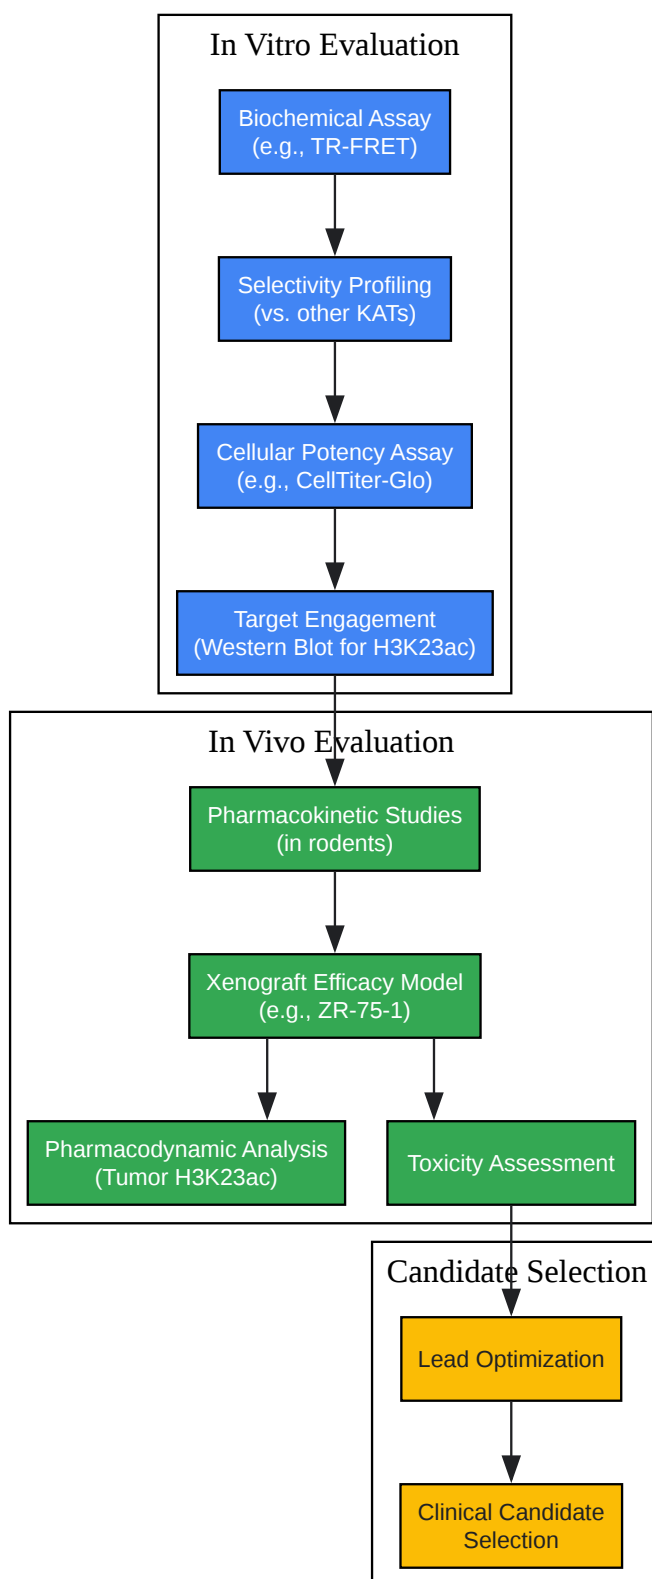 In Vitro Evaluation
Biochemical Assay
(e.g., TR-FRET)
Selectivity Profiling
(vs. other KATs)
Cellular Potency Assay
(e.g., CellTiter-Glo)
Target Engagement
(Western Blot for H3K23ac)
In Vivo Evaluation
Pharmacokinetic Studies
(in rodents)
Xenograft Efficacy Model
(e.g., ZR-75-1)
Pharmacodynamic Analysis
(Tumor H3K23ac)
Toxicity Assessment
Candidate Selection
Lead Optimization
Clinical Candidate
Selection